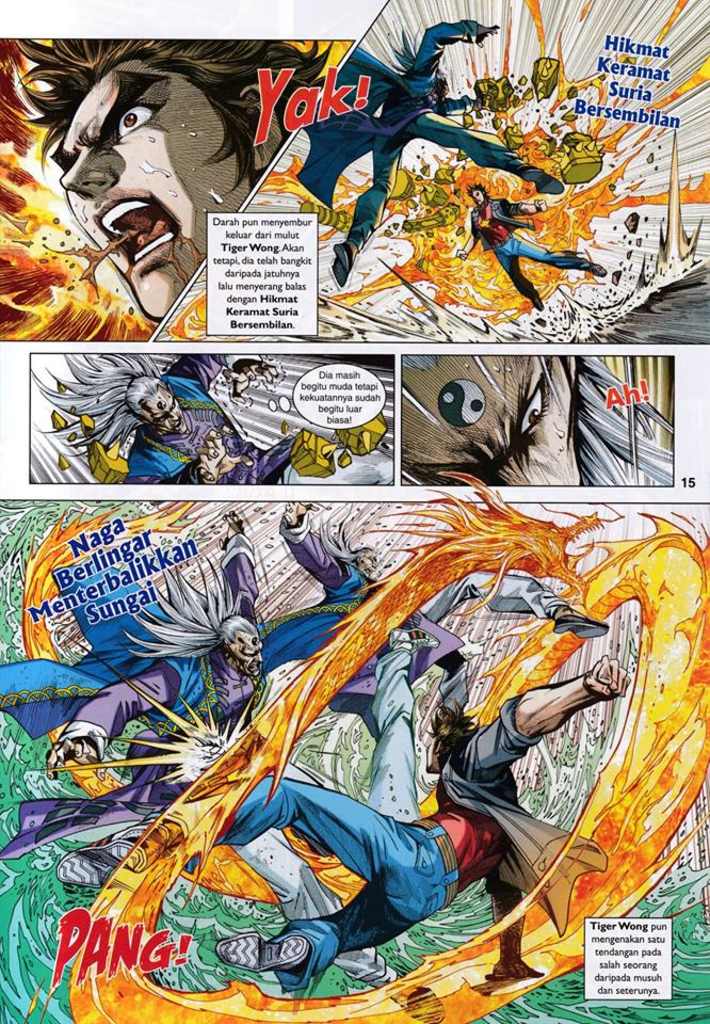 Yak!
Hikmat
Keramat
Suria
Bersembilan
Darah pun menyembur
keluar dari mulut
Tiger Wong. Akan
tetapi, dia telah bangkit
daripada jatuhnya
lalu menyerang balas
dengan Hikmat
Keramat Suria
Bersembilan.
Dia masih
begitu muda tetapi
kekuatannya sudah
begitu luar
biasa!
Ah!
15
Naga
Berlingar
Menterbalikkan
Sungai
PANG!
Tiger Wong pun
mengenakan satu
tendangan pada
salah seorang
daripada musuh
dan seterunya.